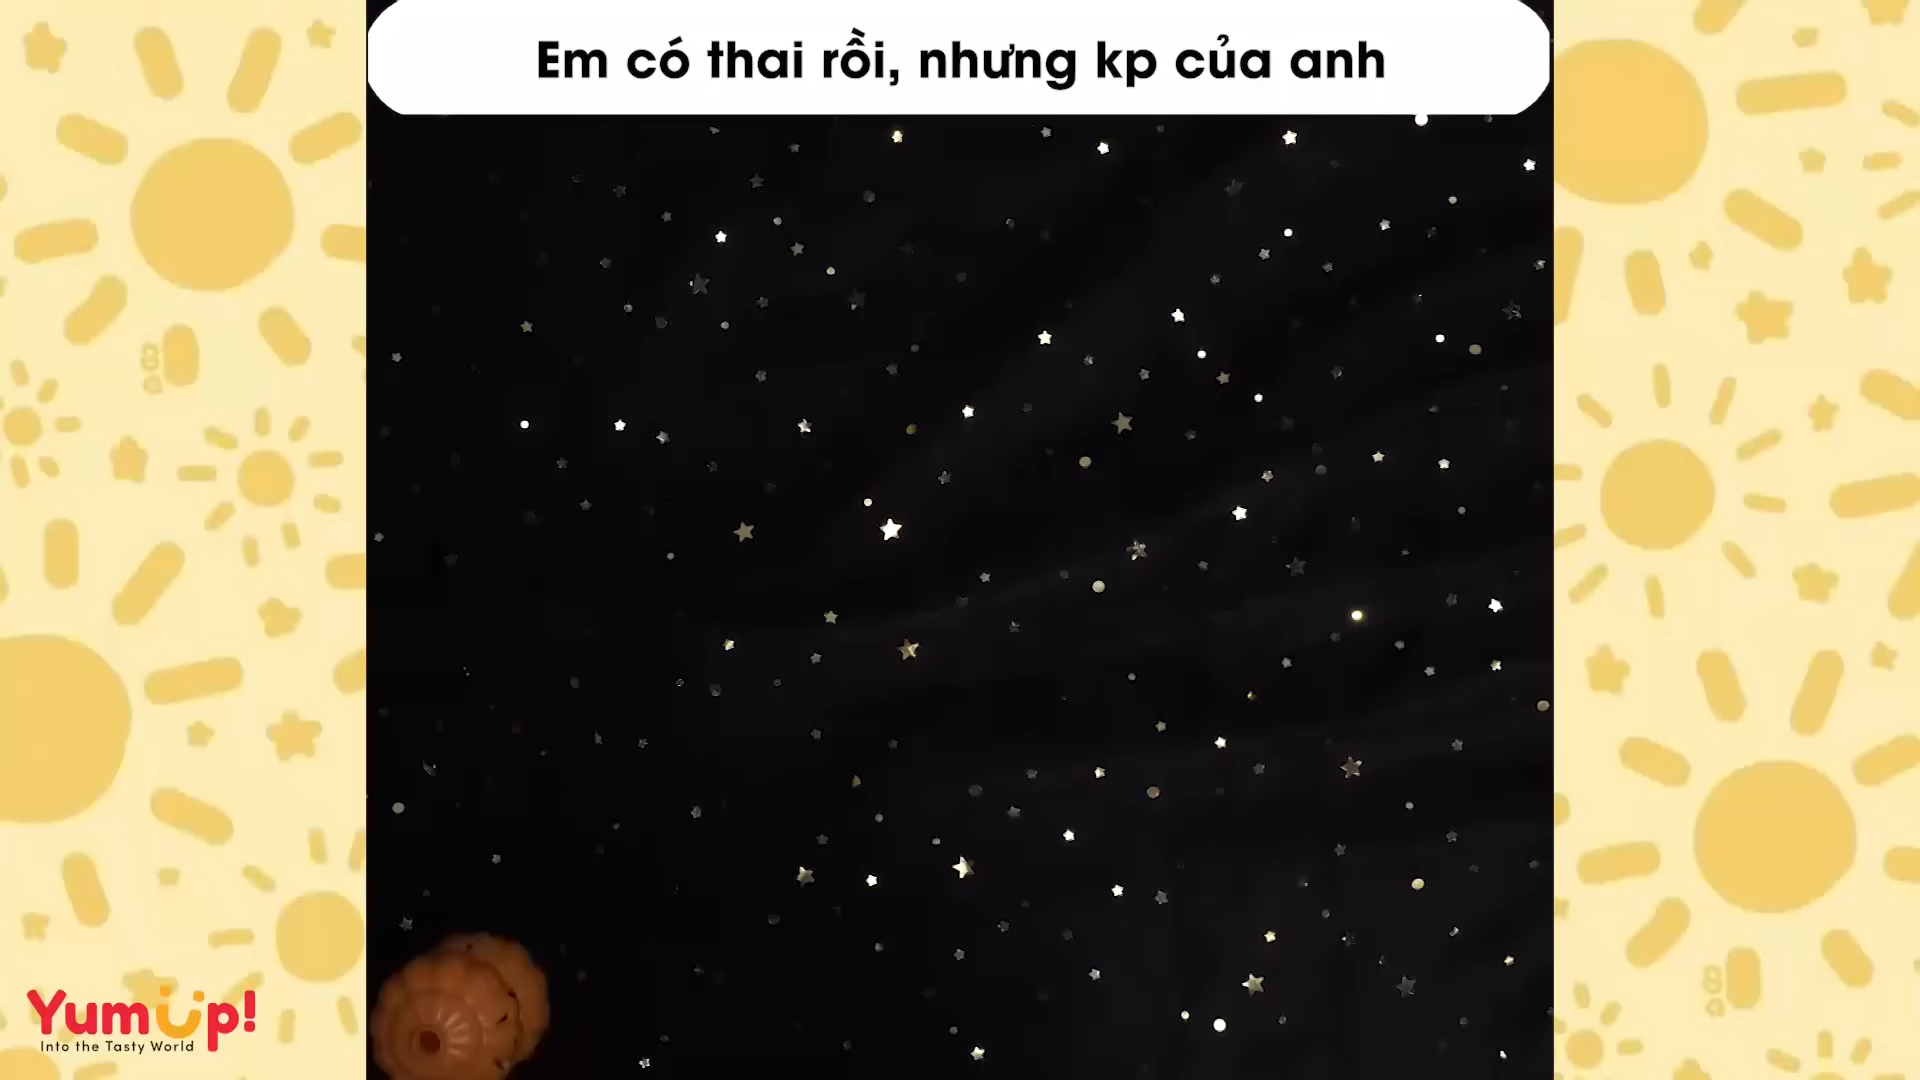 Em có thai rồi, nhưng kp của anh
YumUp!
Into the Tasty World